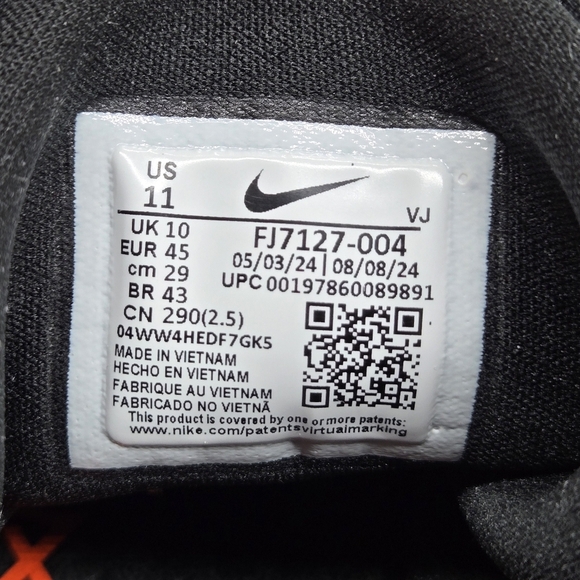 US
11
VJ
UK 10
EUR 45
cm 29
BR 43
CN 290(2.5)
FJ7127-004
05/03/24 | 08/08/24
UPC 00197860089891
04WW4HEDF7GK5
MADE IN VIETNAM
HECHO EN VIETNAM
FABRIQUE AU VIETNAM
FABRICADO NO VIETNÃ
This product is covered by one or more patents:
www.nike.com/patentsvirtualmarking